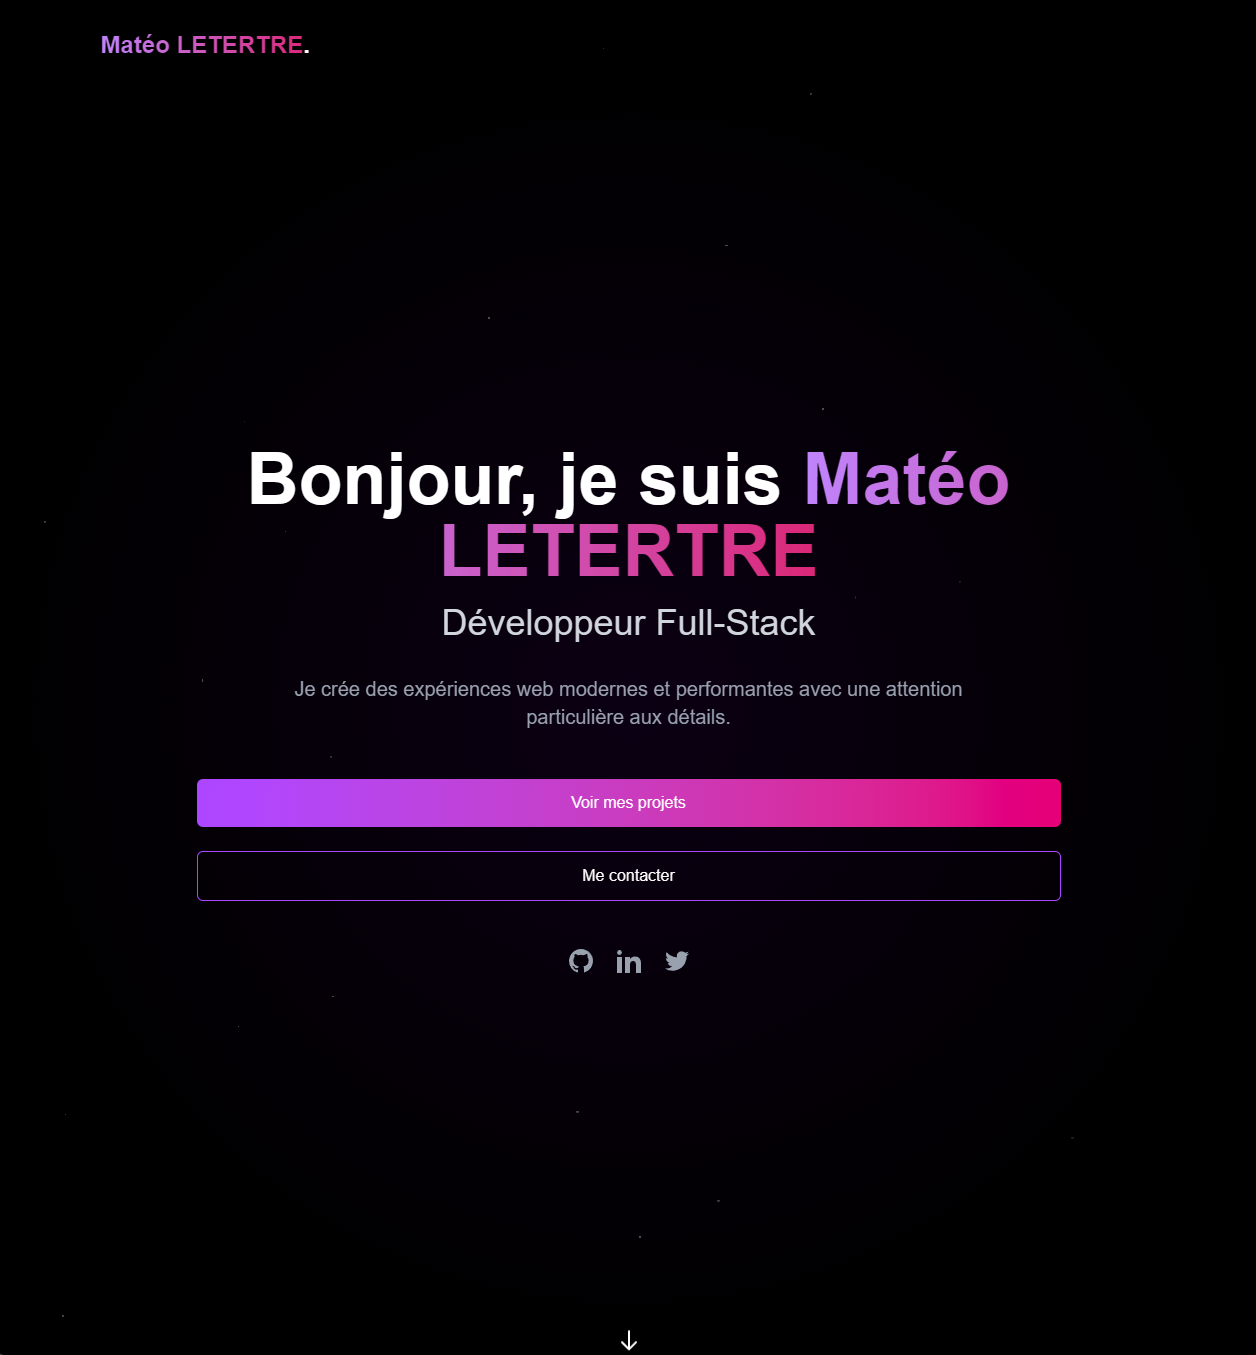 Matéo LETERTRE.
Bonjour, je suis Matéo
LETERTRE
Développeur Full-Stack
Je crée des expériences web modernes et performantes avec une attention
particulière aux détails.
Voir mes projets
Me contacter